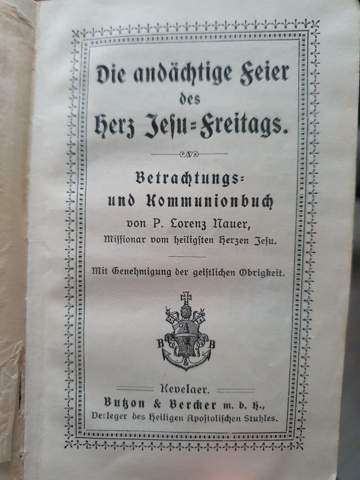 Die andächtige Feier
des
Herz Jesu=Freitags.
Betrachtungs-
und Kommunionbuch
von P. Lorenz Nauer,
Missionar vom heiligsten Herzen Jesu.
Mit Genehmigung der geistlichen Obrigkeit.
A
B B
Kevelaer.
Butzon & Bercker m. b. H.,
Verleger des Heiligen Apostolischen Stuhles.